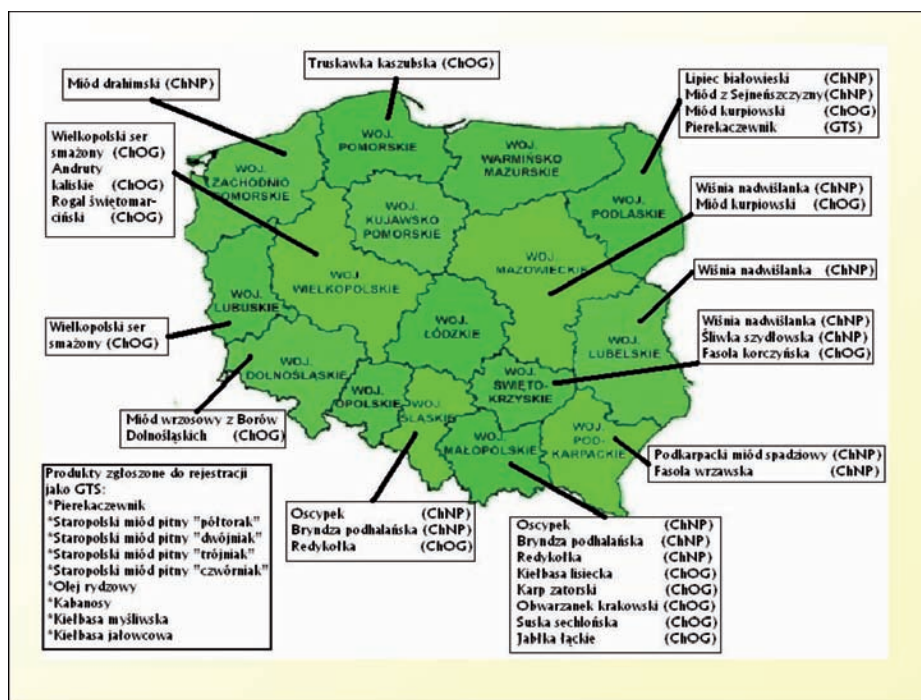 Truskawka kaszubska (ChOG)
Miód drahimski (ChNP)
Lipiec białowieski (ChNP)
Miód z Sejneńszczyzny (ChNP)
Miód kurpiowski (ChOG)
Pierekaczewnik (GTS)
Wielkopolski ser
smażony (ChOG)
Andruty
kaliskie (ChOG)
Rogal świętomar-
ciński (ChOG)
Wiśnia nadwiślanka (ChNP)
Miód kurpiowski (ChOG)
Wiśnia nadwiślanka (ChNP)
Wielkopolski ser
smażony (ChOG)
Wiśnia nadwiślanka (ChNP)
Śliwka szydłowska (ChNP)
Fasola korczyńska (ChOG)
Miód wrzosowy z Borów
Dolnośląskich (ChOG)
Podkarpacki miód spadziowy (ChNP)
Fasola wrzawska (ChNP)
WOJ.
POMORSKIE
WOJ.
WARMIŃSKO
MAZURSKIE
WOJ.
ZACHODNIO
POMORSKIE
WOJ.
PODLASKIE
WOJ.
KUJAWSKO
POMORSKIE
WOJ.
MAZOWIECKIE
WOJ.
WIELKOPOLSKIE
WOJ.
LUBUSKIE
WOJ.
ŁÓDZKIE
WOJ.
LUBELSKIE
WOJ.
DOLNOŚLĄSKIE
WOJ.
ŚWIĘTO-
KRZYSKIE
WOJ.
OPOLSKIE
WOJ.
ŚLĄSKIE
WOJ.
MAŁOPOLSKIE
WOJ.
POD-
KARPACKIE
Produkty zgłoszone do rejestracji
jako GTS:
*Pierekaczewnik
*Staropolski miód pitny "półtorak"
*Staropolski miód pitny "dwójniak"
*Staropolski miód pitny "trójniak"
*Staropolski miód pitny "czwórniak"
*Olej rydzowy
*Kabanosy
*Kiełbasa myśliwska
*Kiełbasa jałowcowa
Oscypek (ChNP)
Bryndza podhalańska (ChNP)
Redykołka (ChOG)
Oscypek (ChNP)
Bryndza podhalańska (ChNP)
Redykołka (ChNP)
Kiełbasa lisiecka (ChOG)
Karp zatorski (ChOG)
Obwarzanek krakowski (ChOG)
Suska sechlońska (ChOG)
Jabłka łąckie (ChOG)